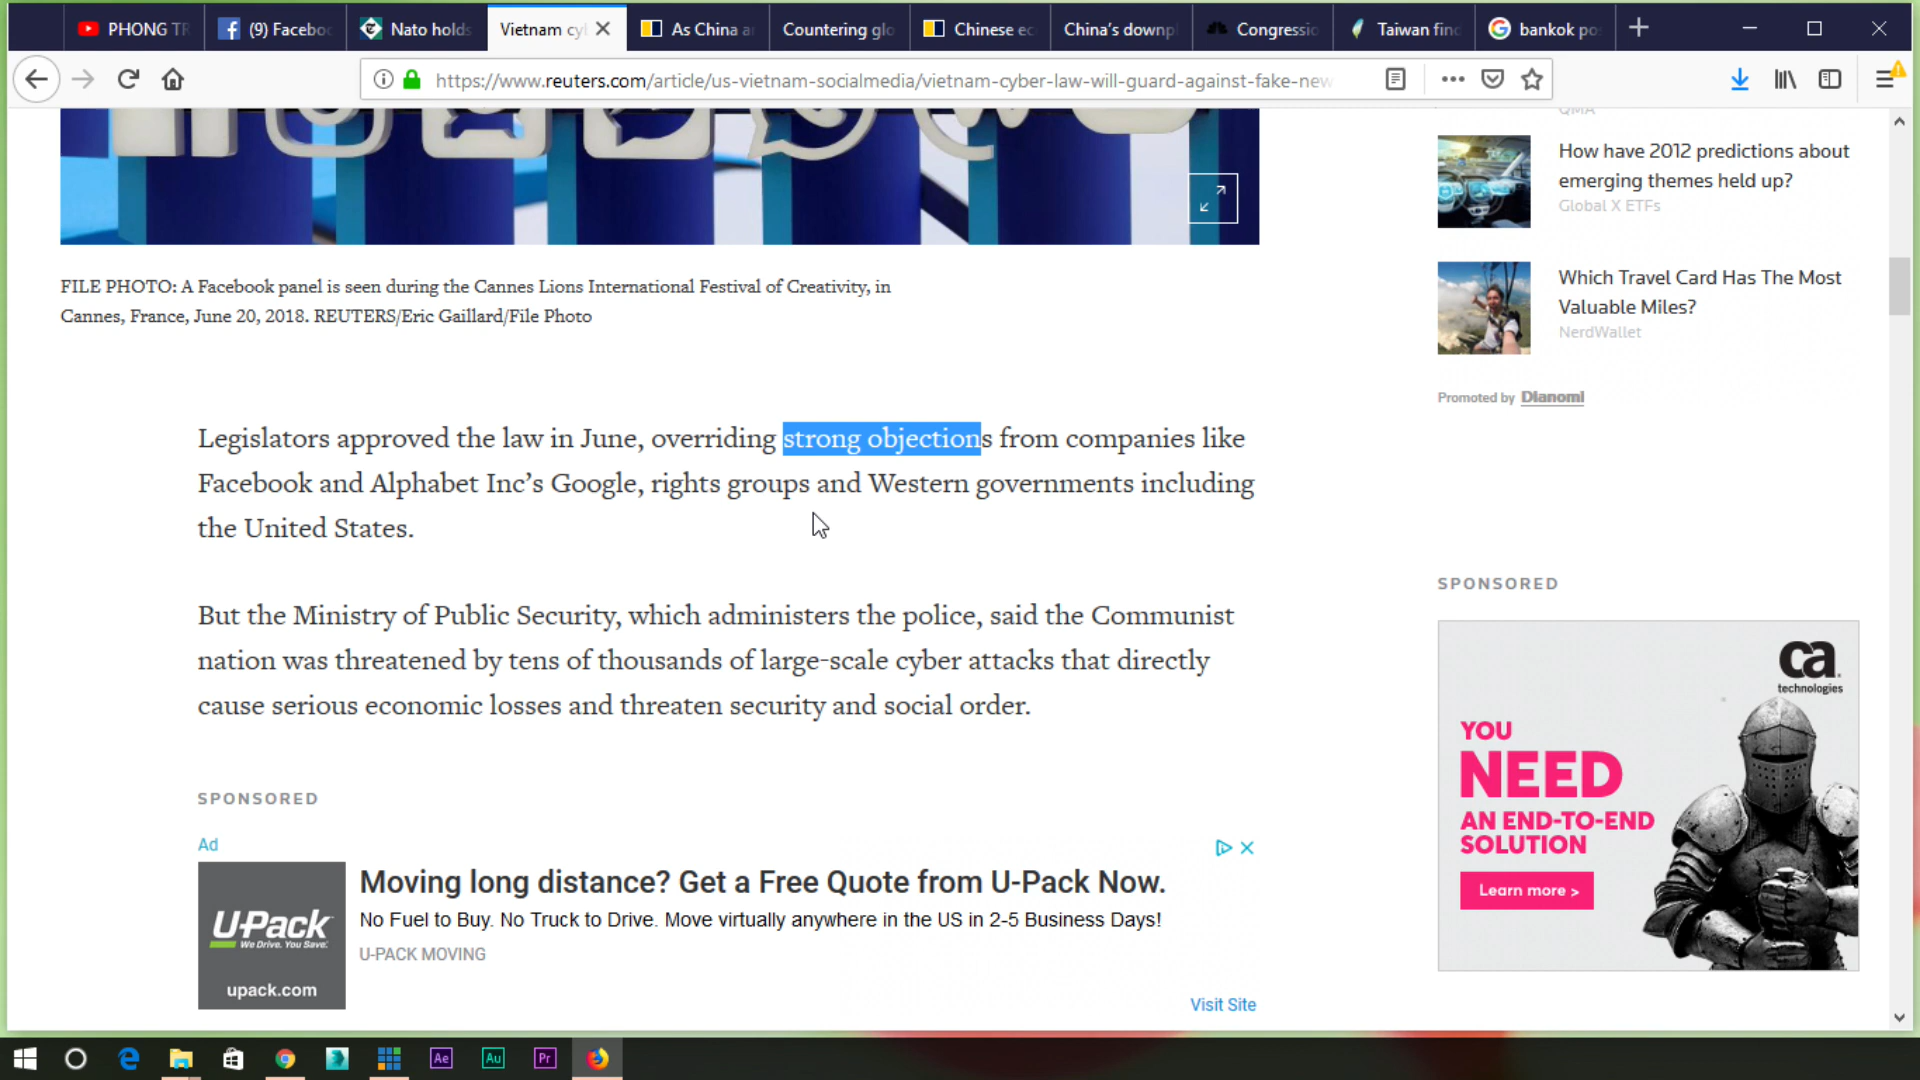 PHONG TR
(9) Faceboo
Nato holds
Vietnam cyl
As China a
Countering glo
Chinese ec
China's downp
Congressio
Taiwan find
bankok po
https://www.reuters.com/article/us-vietnam-socialmedia/vietnam-cyber-law-will-guard-against-fake-new
QMA
How have 2012 predictions about
emerging themes held up?
Global X ETFs
Which Travel Card Has The Most
Valuable Miles?
NerdWallet
Promoted by Dianomi
FILE PHOTO: A Facebook panel is seen during the Cannes Lions International Festival of Creativity, in
Cannes, France, June 20, 2018. REUTERS/Eric Gaillard/File Photo
Legislators approved the law in June, overriding strong objections from companies like
Facebook and Alphabet Inc's Google, rights groups and Western governments including
the United States.
But the Ministry of Public Security, which administers the police, said the Communist
nation was threatened by tens of thousands of large-scale cyber attacks that directly
cause serious economic losses and threaten security and social order.
SPONSORED
Ad
Moving long distance? Get a Free Quote from U-Pack Now.
No Fuel to Buy. No Truck to Drive. Move virtually anywhere in the US in 2-5 Business Days!
U-PACK MOVING
U-Pack
We Drive. You Save.
upack.com
Visit Site
SPONSORED
ca
technologies
YOU
NEED
AN END-TO-END
SOLUTION
Learn more >
Ae
Au
Pr